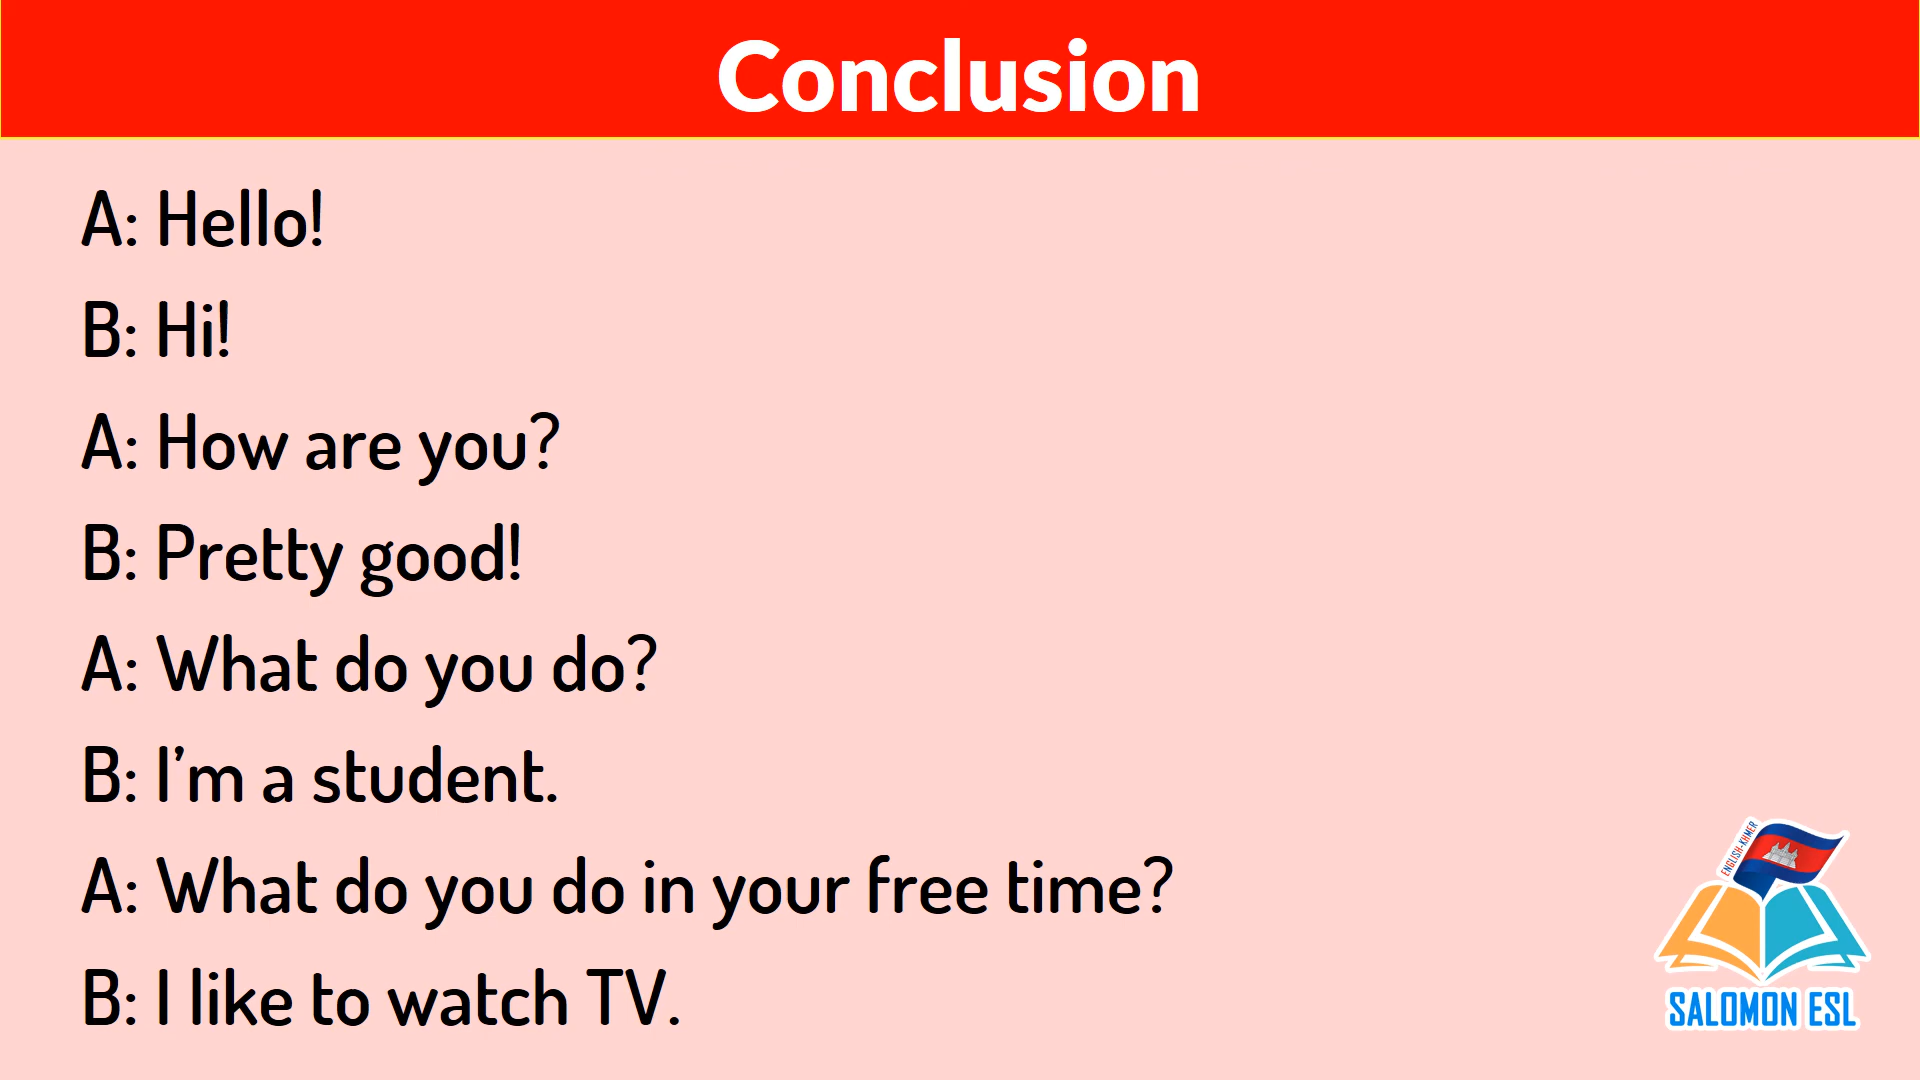 Conclusion
A: Hello!
B: Hi!
A: How are you?
B: Pretty good!
A: What do you do?
B: I’m a student.
A: What do you do in your free time?
B: I like to watch TV.
ENGLISH-KHMER
SALOMON ESL